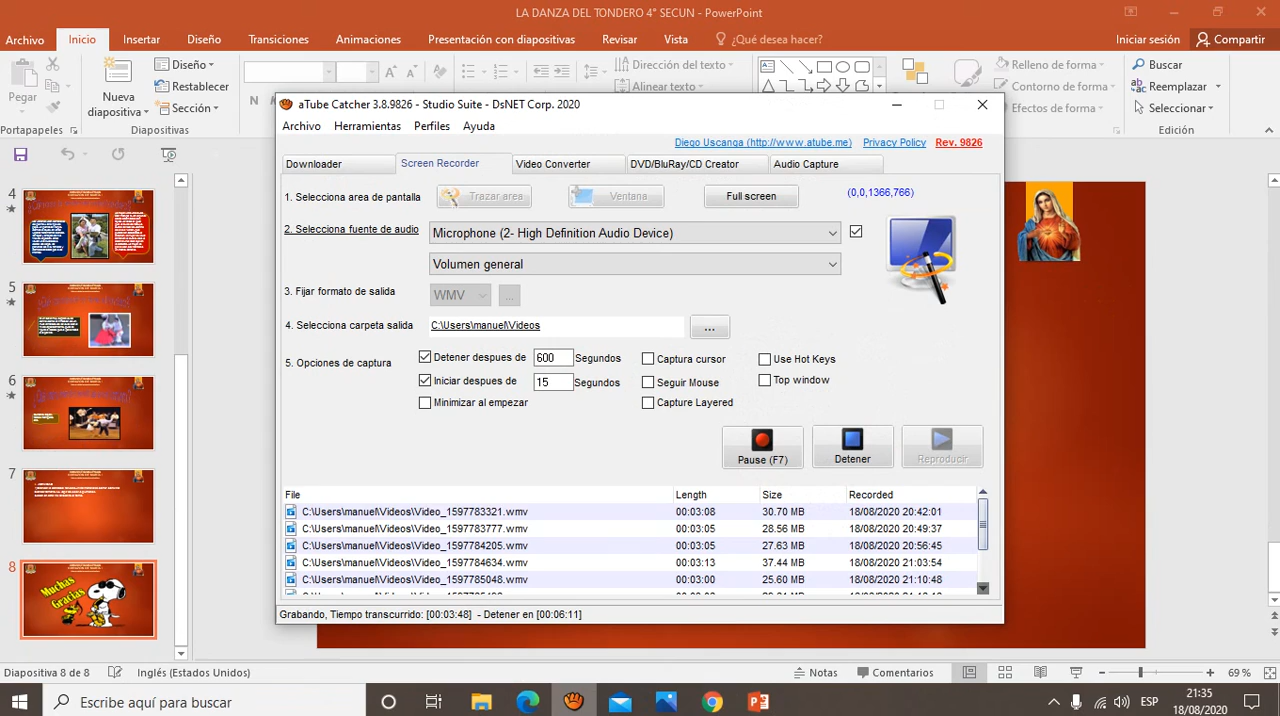 LA DANZA DEL TONDERO 4° SECUN - PowerPoint
Archivo Inicio Insertar Diseño Transiciones Animaciones Presentación con diapositivas Revisar Vista ¿Qué desea hacer? Iniciar sesión Compartir
Pegar
Nueva diapositiva
Diseño
Restablecer
Sección
N
Dirección del texto
Alinear texto
Relleno de forma
Contorno de forma
Efectos de forma
Buscar
Reemplazar
Seleccionar
Portapapeles Diapositivas Edición
aTube Catcher 3.8.9826 - Studio Suite - DsNET Corp. 2020
Archivo Herramientas Perfiles Ayuda
Diego Uscanga (http://www.atube.me) Privacy Policy Rev. 9826
Downloader Screen Recorder Video Converter DVD/BluRay/CD Creator Audio Capture
1. Selecciona area de pantalla Trazar area Ventana Full screen (0,0,1366,766)
2. Selecciona fuente de audio Microphone (2- High Definition Audio Device)
Volumen general
3. Fijar formato de salida WMV ...
4. Selecciona carpeta salida C:\Users\manuel\Videos ...
5. Opciones de captura
Detener despues de 600 Segundos Captura cursor Use Hot Keys
Iniciar despues de 15 Segundos Seguir Mouse Top window
Minimizar al empezar Capture Layered
Pause (F7) Detener Reproducir
File Length Size Recorded
C:\Users\manuel\Videos\Video_1597783321.wmv 00:03:08 30.70 MB 18/08/2020 20:42:01
C:\Users\manuel\Videos\Video_1597783777.wmv 00:03:05 28.56 MB 18/08/2020 20:49:37
C:\Users\manuel\Videos\Video_1597784205.wmv 00:03:05 27.63 MB 18/08/2020 20:56:45
C:\Users\manuel\Videos\Video_1597784634.wmv 00:03:13 37.44 MB 18/08/2020 21:03:54
C:\Users\manuel\Videos\Video_1597785048.wmv 00:03:00 25.60 MB 18/08/2020 21:10:48
Grabando, Tiempo transcurrido: [00:03:48] - Detener en [00:06:11]
4
5
6
7
8
Muchas
Gracias
Diapositiva 8 de 8 Inglés (Estados Unidos) Notas Comentarios 69 %
Escribe aquí para buscar ESP 21:35
18/08/2020